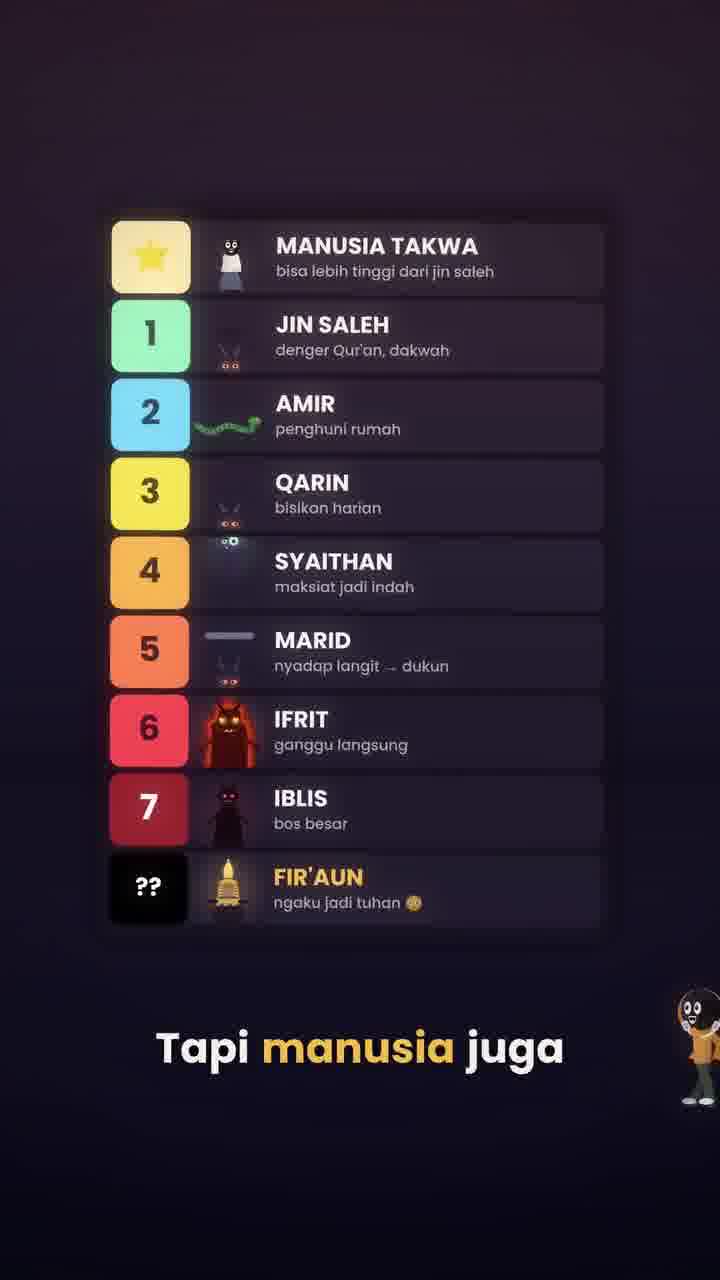 MANUSIA TAKWA
bisa lebih tinggi dari jin saleh
1
JIN SALEH
denger Qur'an, dakwah
2
AMIR
penghuni rumah
3
QARIN
bisikan harian
4
SYAITHAN
maksiat jadi indah
5
MARID
nyadap langit → dukun
6
IFRIT
ganggu langsung
7
IBLIS
bos besar
??
FIR'AUN
ngaku jadi tuhan
Tapi manusia juga